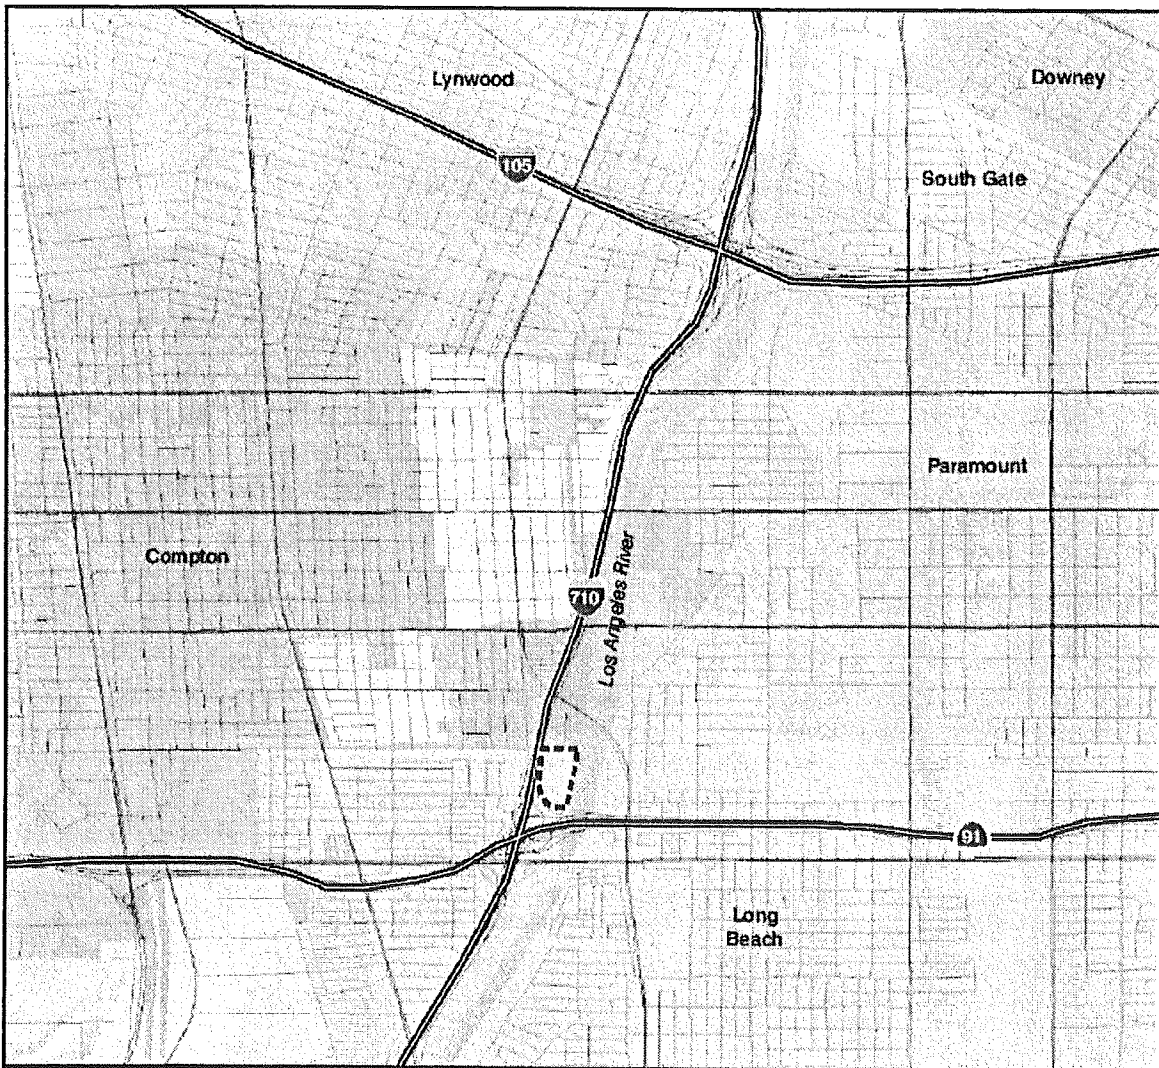 Lynwood
Downey
105
South Gate
Paramount
Compton
710
Los Angeles River
91
Long
Beach